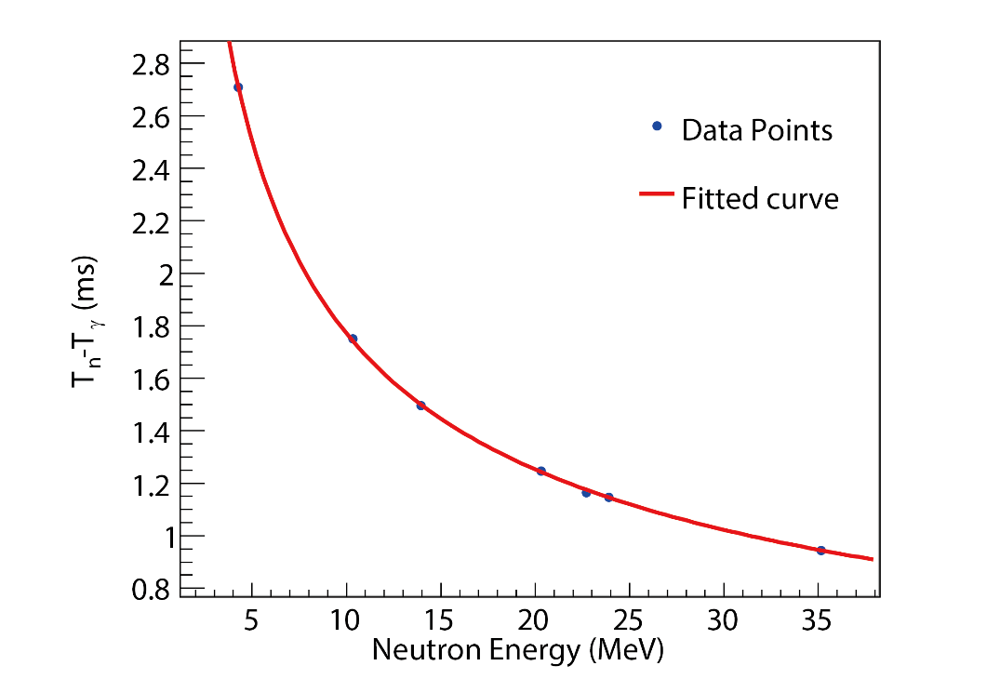 2.8
2.6
2.4
2.2
2
1.8
1.6
1.4
1.2
1
0.8
Tn-Tγ (ms)
Data Points
Fitted curve
5 10 15 20 25 30 35
Neutron Energy (MeV)